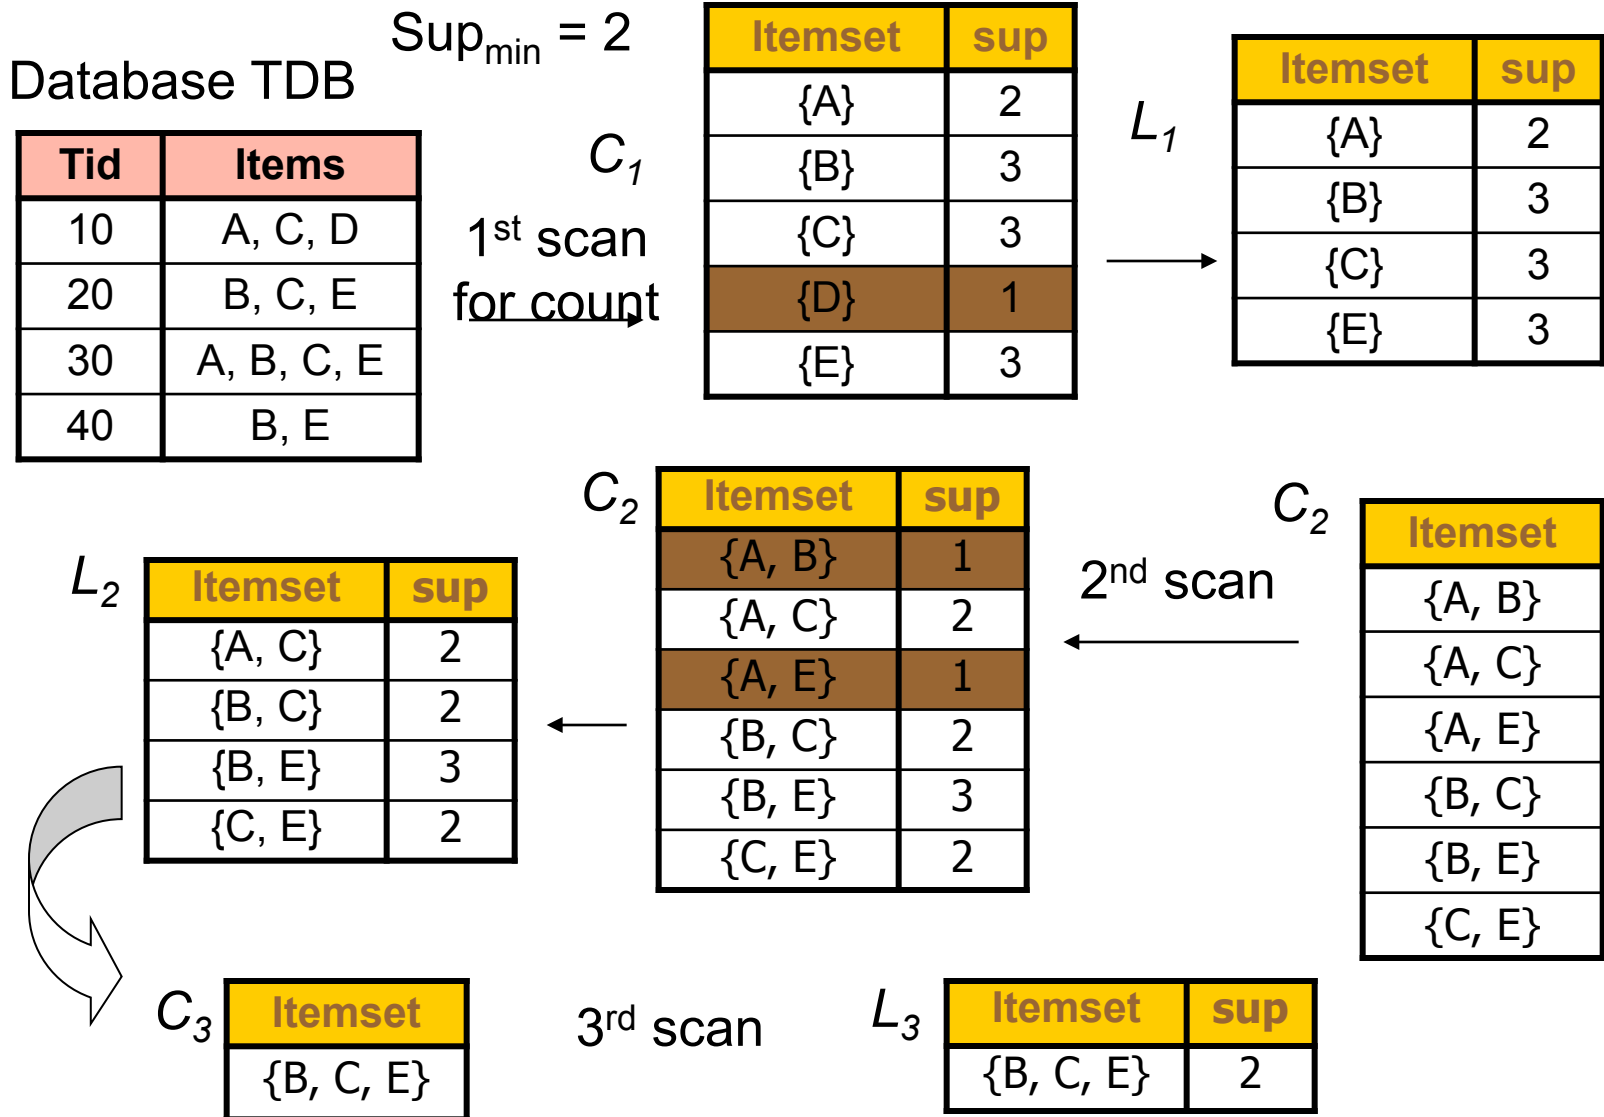 Sup_min = 2
Database TDB
Tid Items
10 A, C, D
20 B, C, E
30 A, B, C, E
40 B, E
1st scan
for count
C1
Itemset sup
{A} 2
{B} 3
{C} 3
{D} 1
{E} 3
L1
Itemset sup
{A} 2
{B} 3
{C} 3
{E} 3
C2
Itemset
{A, B}
{A, C}
{A, E}
{B, C}
{B, E}
{C, E}
2nd scan
C2
Itemset sup
{A, B} 1
{A, C} 2
{A, E} 1
{B, C} 2
{B, E} 3
{C, E} 2
L2
Itemset sup
{A, C} 2
{B, C} 2
{B, E} 3
{C, E} 2
C3
Itemset
{B, C, E}
3rd scan
L3
Itemset sup
{B, C, E} 2